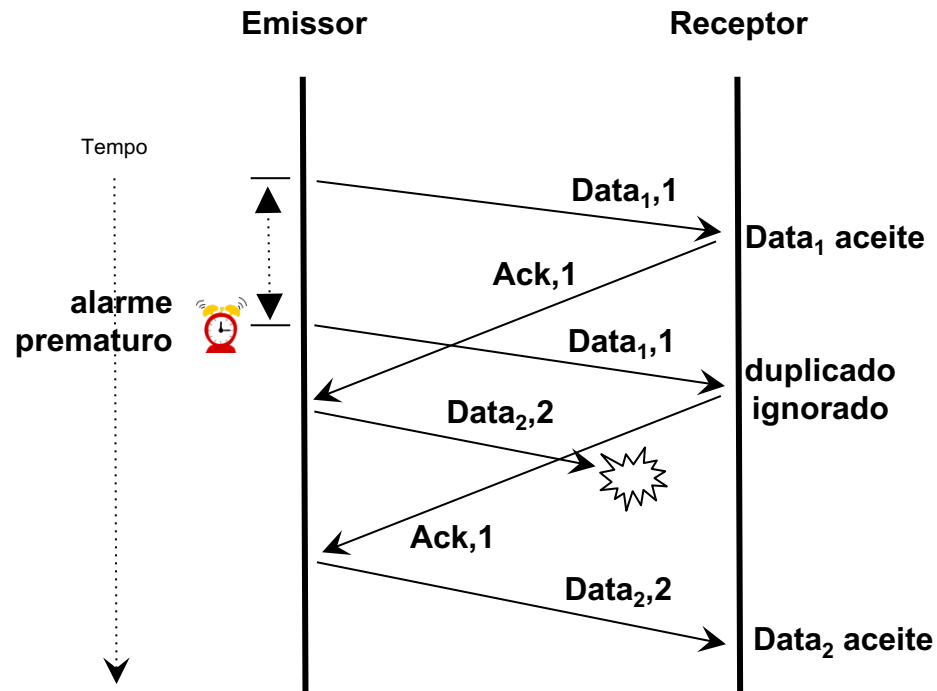 Emissor
Receptor
Tempo
Data₁,1
Data₁ aceite
Ack,1
alarme
prematuro
Data₁,1
duplicado
ignorado
Data₂,2
Ack,1
Data₂,2
Data₂ aceite